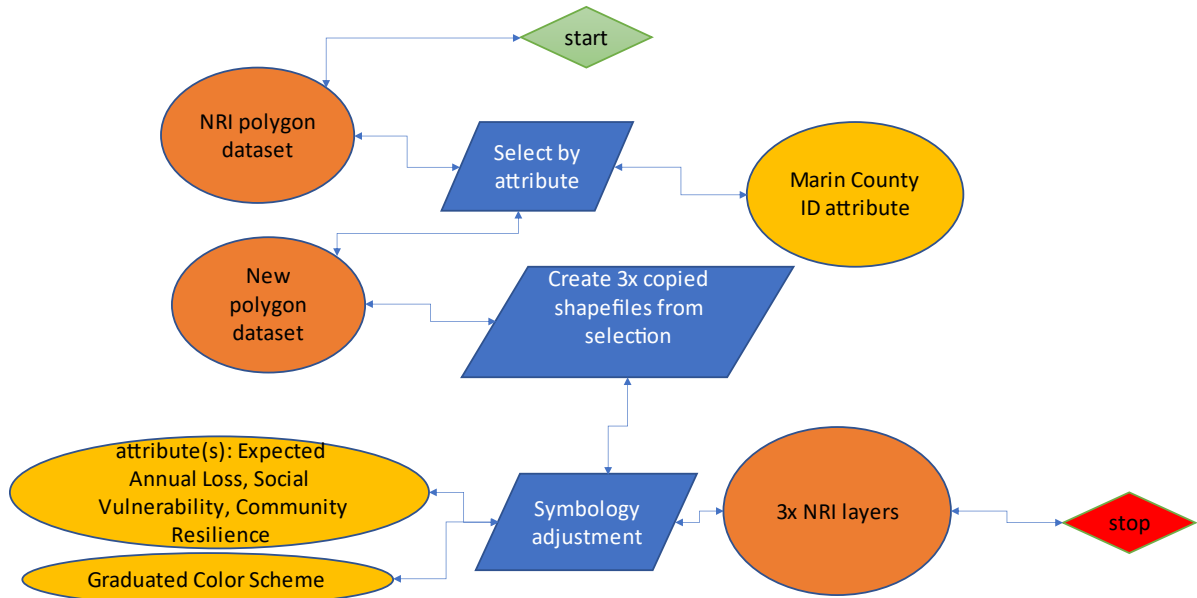 start
NRI polygon
dataset
Select by
attribute
Marin County
ID attribute
New
polygon
dataset
Create 3x copied
shapefiles from
selection
attribute(s): Expected
Annual Loss, Social
Vulnerability, Community
Resilience
Graduated Color Scheme
Symbology
adjustment
3x NRI layers
stop